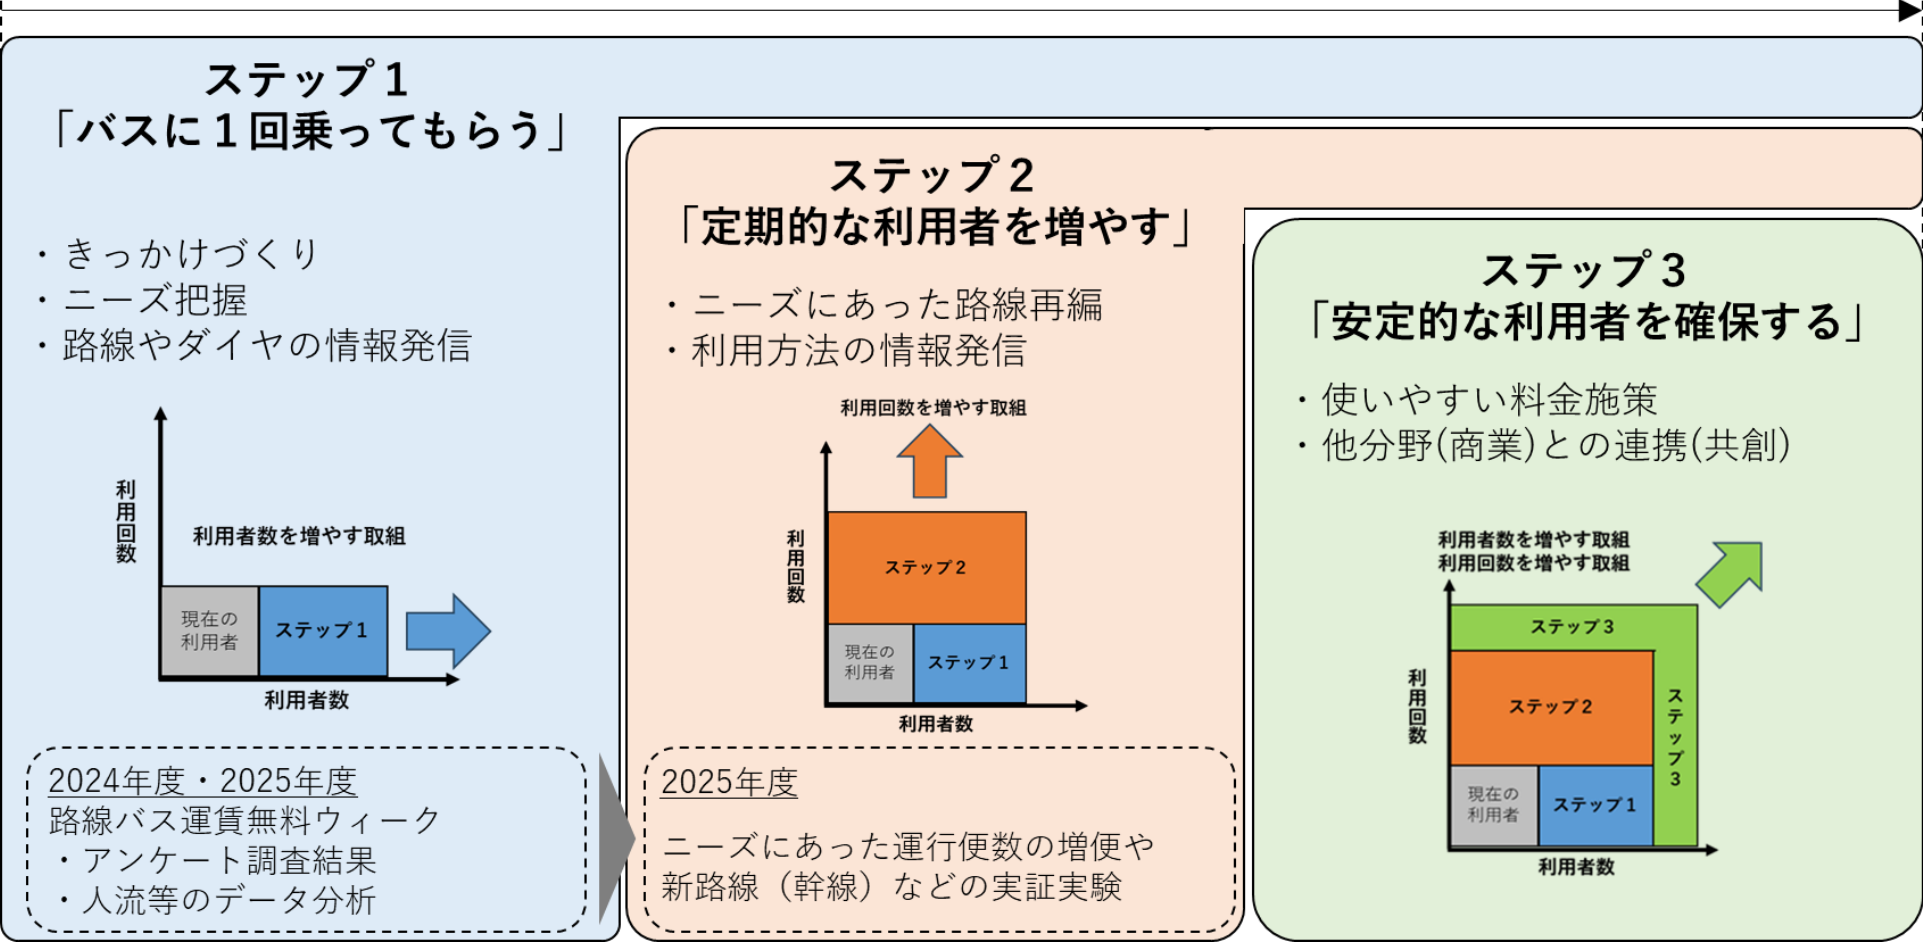 ステップ1
「バスに1回乗ってもらう」
・きっかけづくり
・ニーズ把握
・路線やダイヤの情報発信
利用回数
利用者数を増やす取組
現在の
利用者
ステップ1
利用者数
2024年度・2025年度
路線バス運賃無料ウィーク
・アンケート調査結果
・人流等のデータ分析
ステップ2
「定期的な利用者を増やす」
・ニーズにあった路線再編
・利用方法の情報発信
利用回数を増やす取組
利用回数
ステップ2
現在の
利用者
ステップ1
利用者数
2025年度
ニーズにあった運行便数の増便や
新路線（幹線）などの実証実験
ステップ3
「安定的な利用者を確保する」
・使いやすい料金施策
・他分野(商業)との連携(共創)
利用者数を増やす取組
利用回数を増やす取組
利用回数
ステップ3
ステップ2
ステップ3
現在の
利用者
ステップ1
利用者数